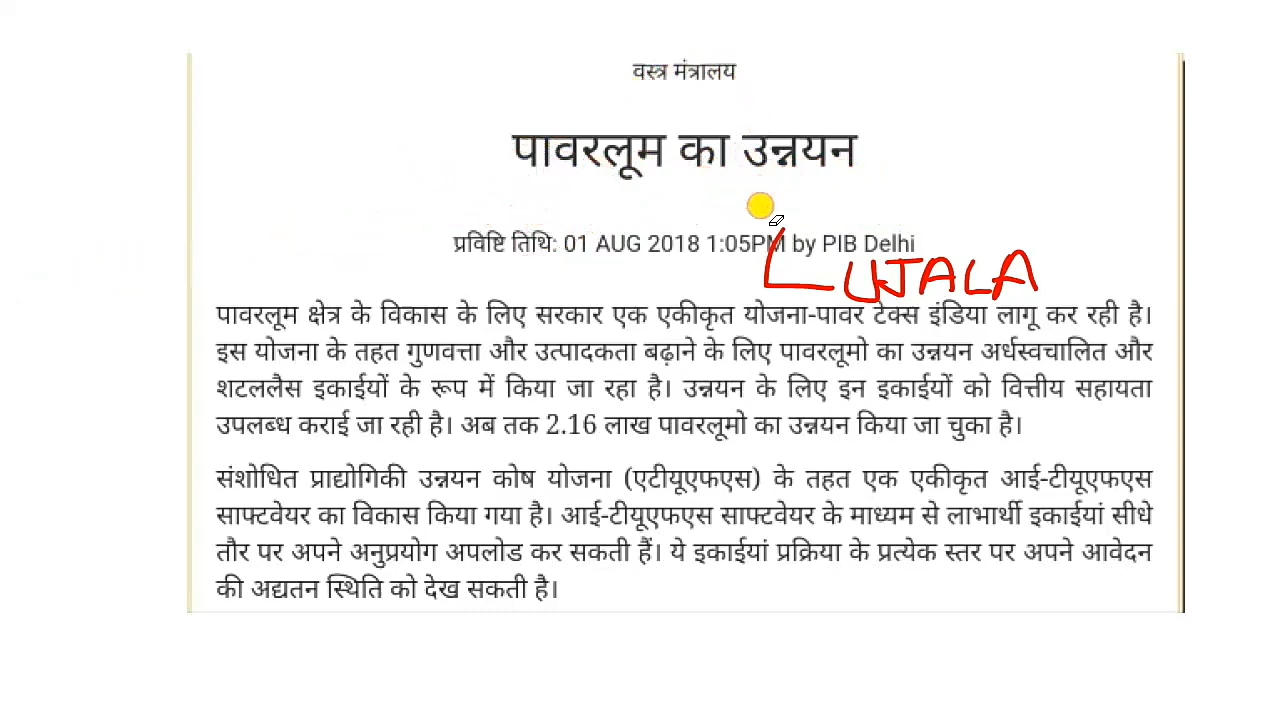 वस्त्र मंत्रालय
पावरलूम का उन्नयन
प्रविष्टि तिथि: 01 AUG 2018 1:05PM by PIB Delhi
UJALA
पावरलूम क्षेत्र के विकास के लिए सरकार एक एकीकृत योजना-पावर टेक्स इंडिया लागू कर रही है।
इस योजना के तहत गुणवत्ता और उत्पादकता बढ़ाने के लिए पावरलूमो का उन्नयन अर्धस्वचालित और
शटललैस इकाईयों के रूप में किया जा रहा है। उन्नयन के लिए इन इकाईयों को वित्तीय सहायता
उपलब्ध कराई जा रही है। अब तक 2.16 लाख पावरलूमो का उन्नयन किया जा चुका है।
संशोधित प्राद्योगिकी उन्नयन कोष योजना (एटीयूएफएस) के तहत एक एकीकृत आई-टीयूएफएस
साफ्टवेयर का विकास किया गया है। आई-टीयूएफएस साफ्टवेयर के माध्यम से लाभार्थी इकाईयां सीधे
तौर पर अपने अनुप्रयोग अपलोड कर सकती हैं। ये इकाईयां प्रक्रिया के प्रत्येक स्तर पर अपने आवेदन
की अद्यतन स्थिति को देख सकती है।